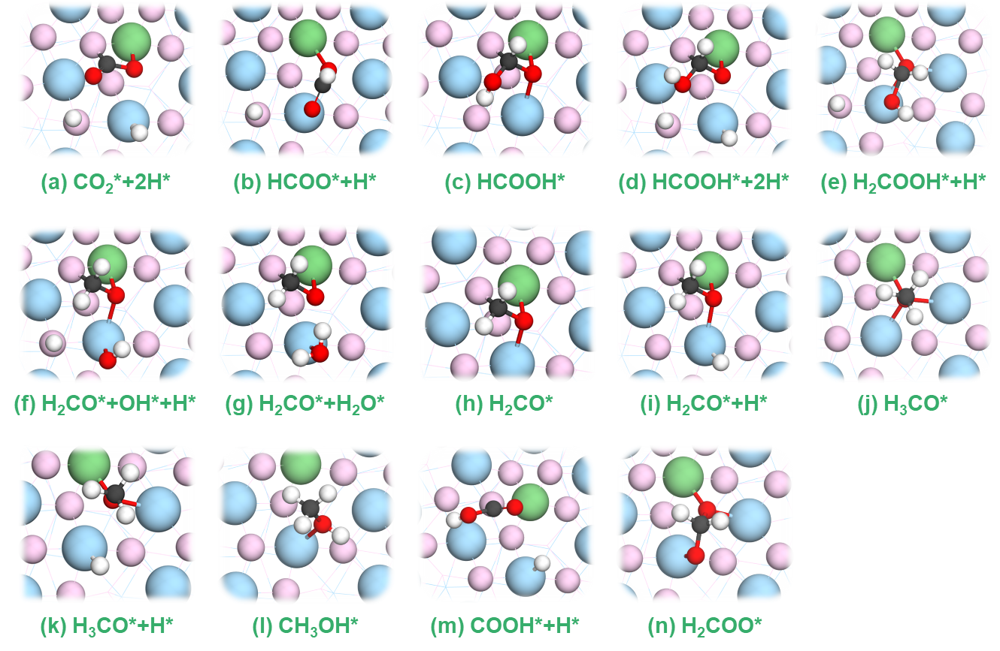 (a) CO₂*+2H*
(b) HCOO*+H*
(c) HCOOH*
(d) HCOOH*+2H*
(e) H₂COOH*+H*
(f) H₂CO*+OH*+H*
(g) H₂CO*+H₂O*
(h) H₂CO*
(i) H₂CO*+H*
(j) H₃CO*
(k) H₃CO*+H*
(l) CH₃OH*
(m) COOH*+H*
(n) H₂COO*